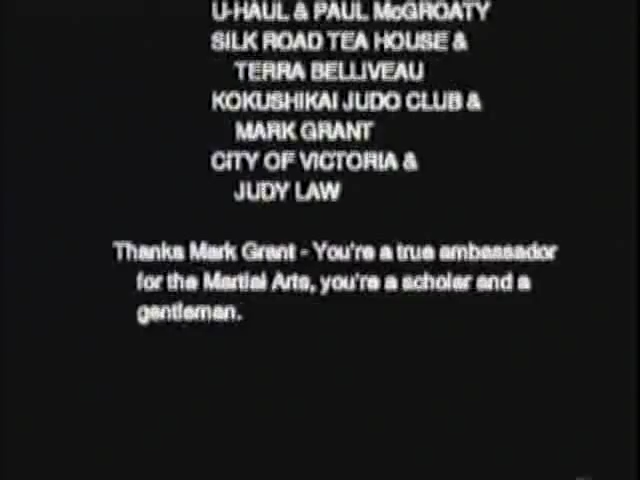 U-HAUL & PAUL McGROATY
SILK ROAD TEA HOUSE &
TERRA BELLIVEAU
KOKUSHIKAI JUDO CLUB &
MARK GRANT
CITY OF VICTORIA &
JUDY LAW
Thanks Mark Grant - You're a true ambassador
for the Martial Arts, you're a scholar and a
gentleman.